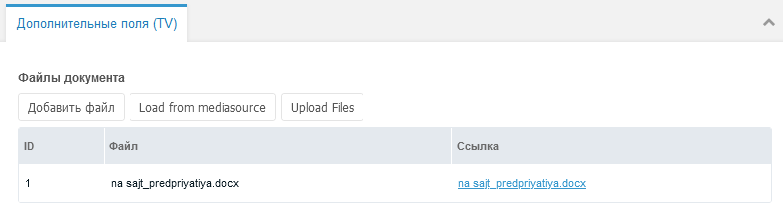 Дополнительные поля (TV)
Файлы документа
Добавить файл Load from mediasource Upload Files
ID Файл Ссылка
1 na sajt_predpriyatiya.docx na sajt_predpriyatiya.docx